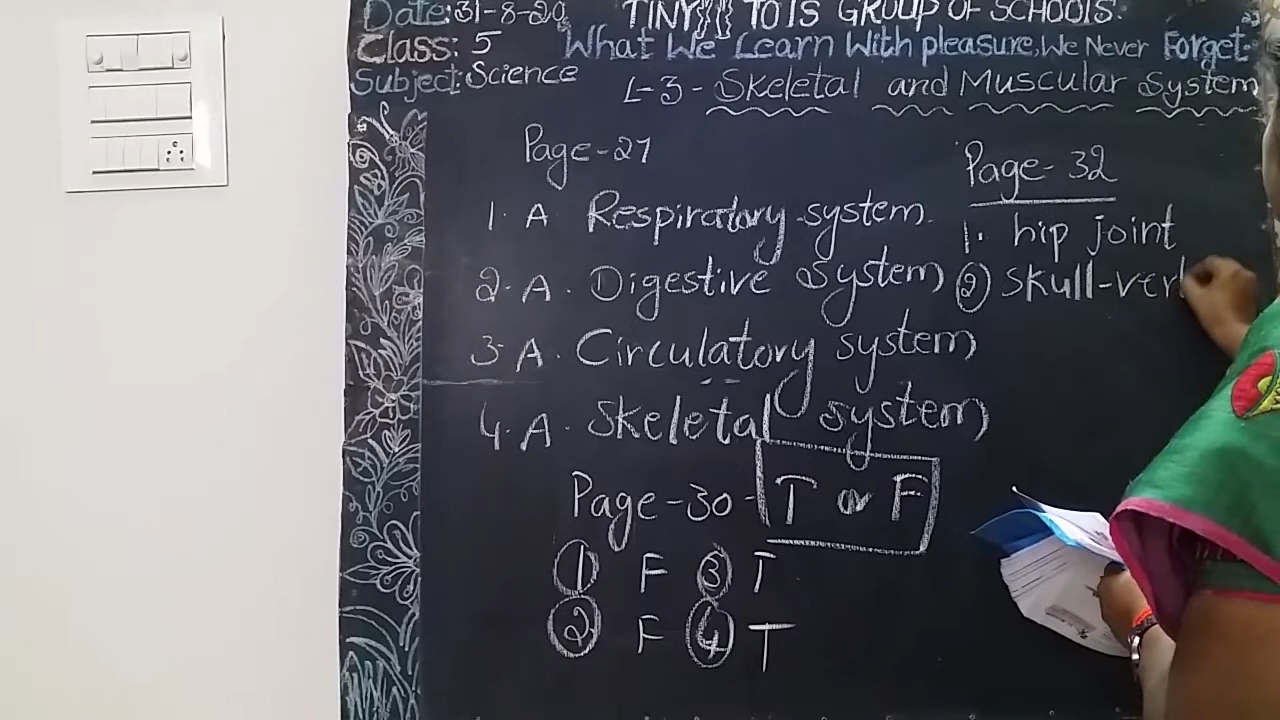 Date: 31-8-20
TINY TOTS GROUP OF SCHOOLS.
Class: 5
What We Learn With pleasure, We Never Forget.
Subject: Science
L-3- Skeletal and Muscular System
Page-27
1. A Respiratory system.
2. A. Digestive system
3- A. Circulatory system
4. A. Skeletal system
Page-30- T or F
1 F 3 T
2 F 4 T
Page-32
1. hip joint
2 Skull-ver